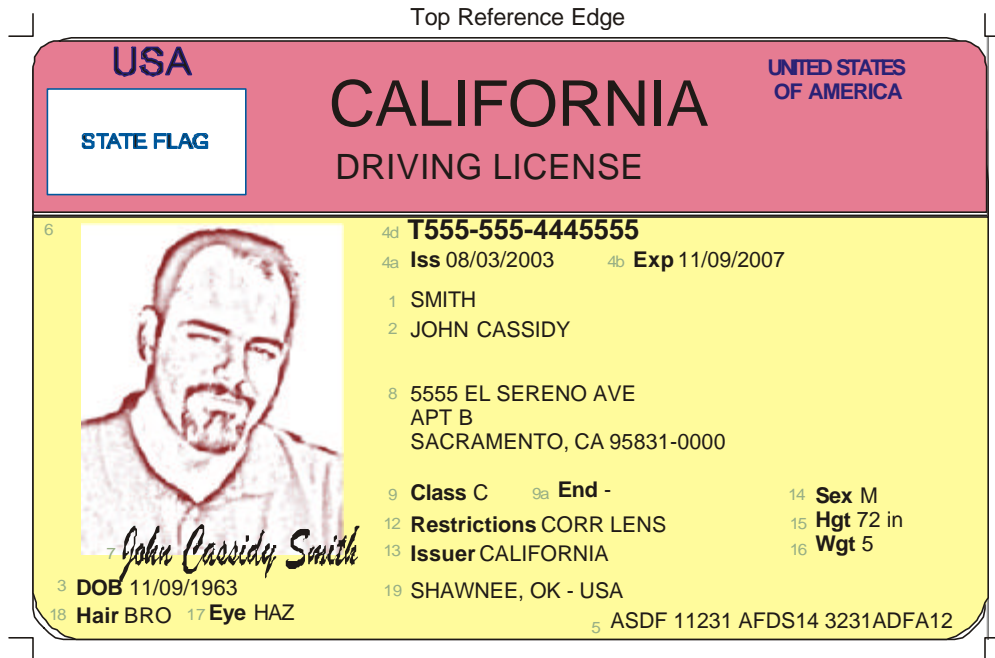 Top Reference Edge
USA
UNITED STATES
OF AMERICA
CALIFORNIA
STATE FLAG
DRIVING LICENSE
6
4d T555-555-4445555
4a Iss 08/03/2003 4b Exp 11/09/2007
1 SMITH
2 JOHN CASSIDY
8 5555 EL SERENO AVE
APT B
SACRAMENTO, CA 95831-0000
9 Class C 9a End - 14 Sex M
12 Restrictions CORR LENS 15 Hgt 72 in
13 Issuer CALIFORNIA 16 Wgt 5
7 John Cassidy Smith
3 DOB 11/09/1963
19 SHAWNEE, OK - USA
18 Hair BRO 17 Eye HAZ
5 ASDF 11231 AFDS14 3231ADFA12